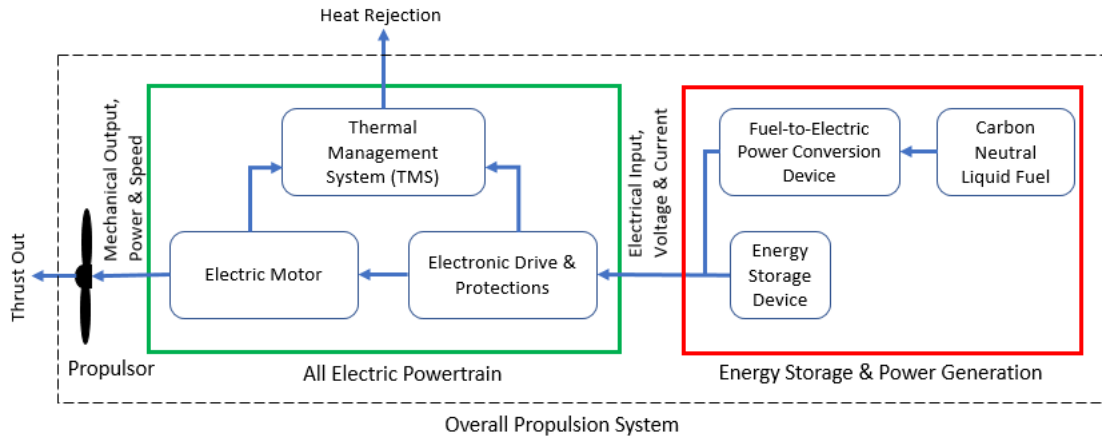 Heat Rejection
Thermal
Management
System (TMS)
Fuel-to-Electric
Power Conversion
Device
Carbon
Neutral
Liquid Fuel
Mechanical Output,
Power & Speed
Electrical Input,
Voltage & Current
Thrust Out
Electric Motor
Electronic Drive &
Protections
Energy
Storage
Device
Propulsor
All Electric Powertrain
Energy Storage & Power Generation
Overall Propulsion System